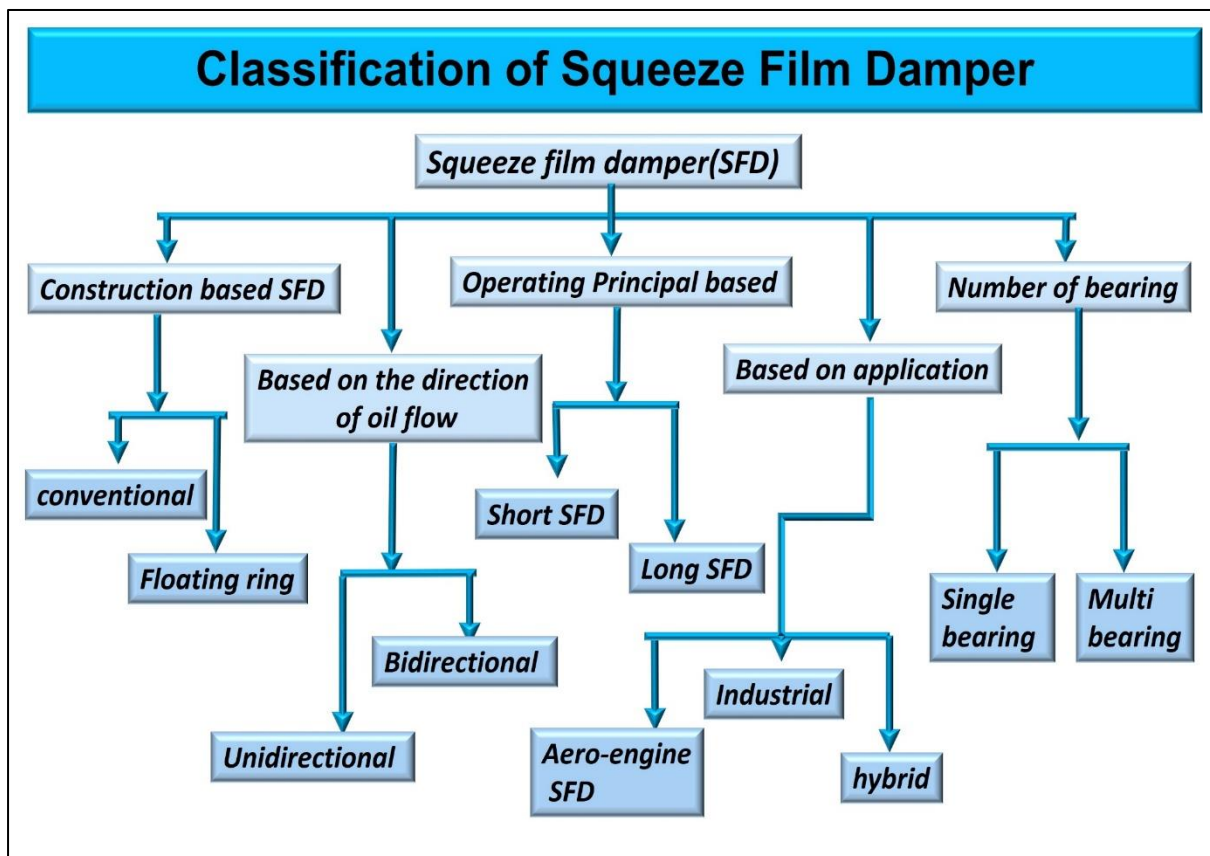 Classification of Squeeze Film Damper
Squeeze film damper(SFD)
Construction based SFD
Operating Principal based
Number of bearing
Based on the direction
of oil flow
Based on application
conventional
Floating ring
Short SFD
Long SFD
Single
bearing
Multi
bearing
Bidirectional
Unidirectional
Industrial
Aero-engine
SFD
hybrid